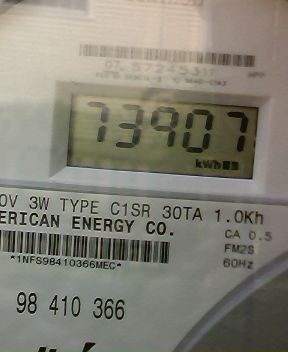 73907
kWh
0V 3W TYPE C1SR 30TA 1.0Kh
ERICAN ENERGY CO.
CA 0.5
FM2S
*1NFS98410366MEC*
60Hz
98 410 366